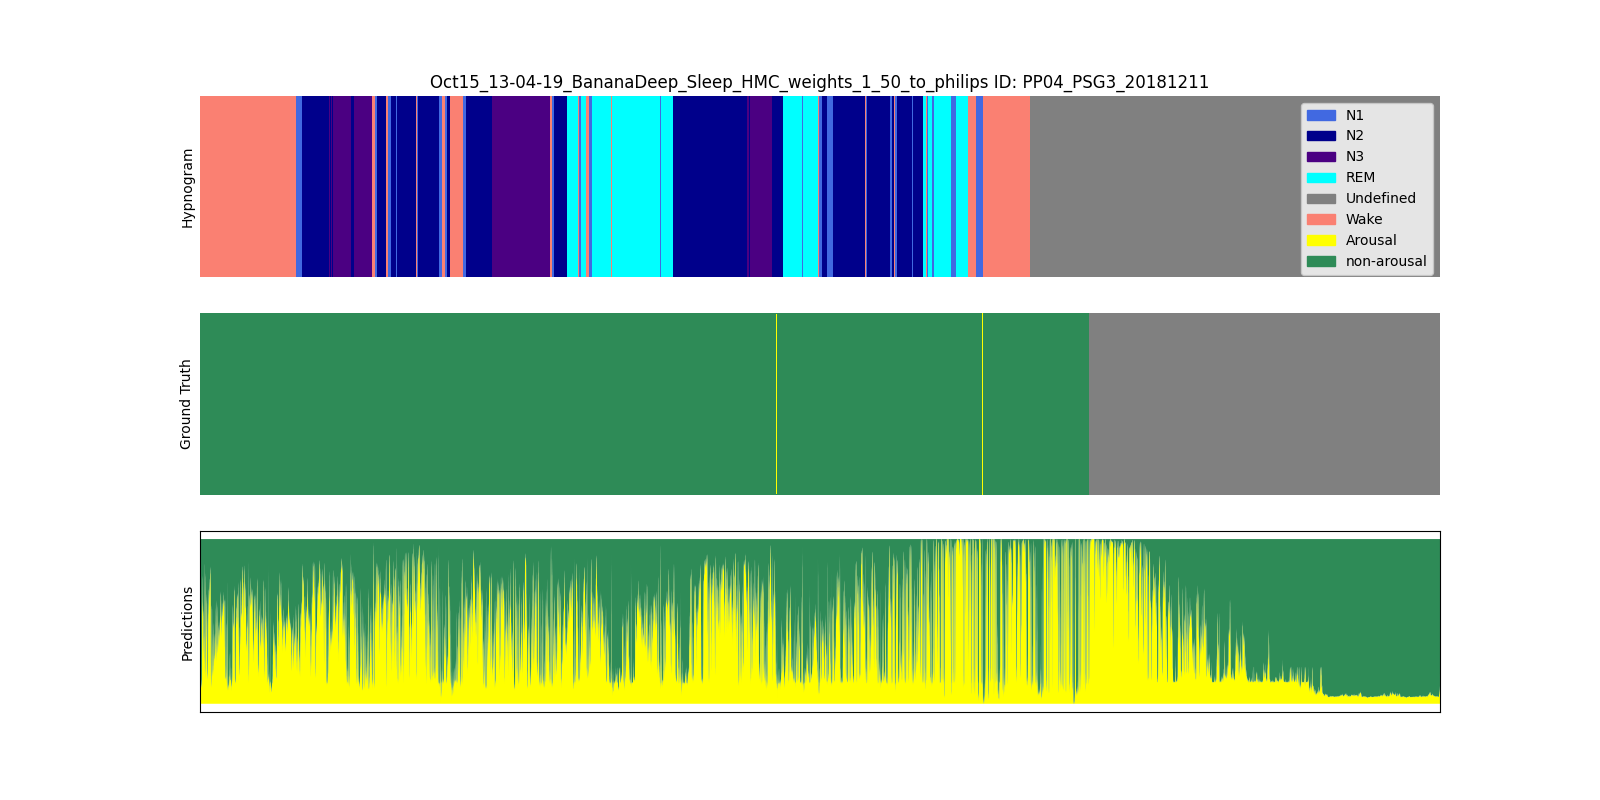 Oct15_13-04-19_BananaDeep_Sleep_HMC_weights_1_50_to_philips ID: PP04_PSG3_20181211
Hypnogram
N1
N2
N3
REM
Undefined
Wake
Arousal
non-arousal
Ground Truth
Predictions